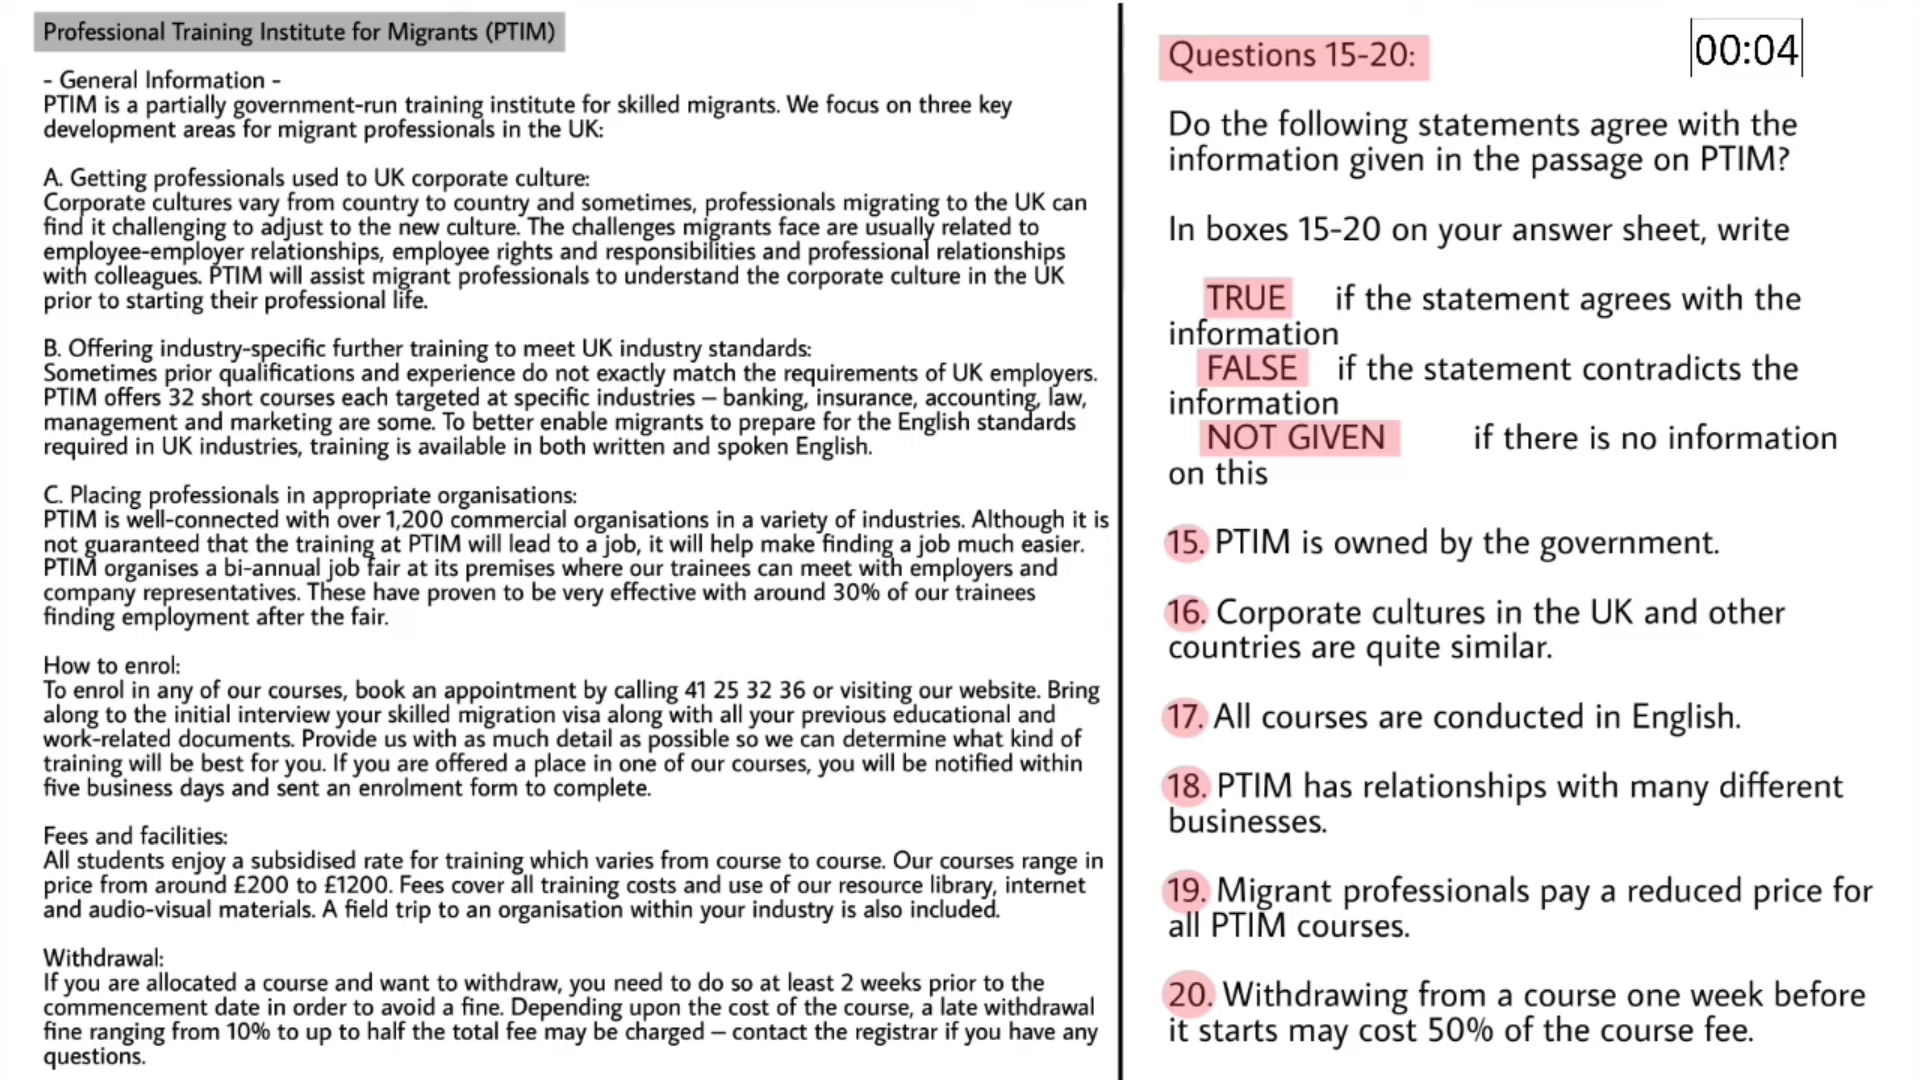 Professional Training Institute for Migrants (PTIM)
- General Information -
PTIM is a partially government-run training institute for skilled migrants. We focus on three key
development areas for migrant professionals in the UK:
A. Getting professionals used to UK corporate culture:
Corporate cultures vary from country to country and sometimes, professionals migrating to the UK can
find it challenging to adjust to the new culture. The challenges migrants face are usually related to
employee-employer relationships, employee rights and responsibilities and professional relationships
with colleagues. PTIM will assist migrant professionals to understand the corporate culture in the UK
prior to starting their professional life.
B. Offering industry-specific further training to meet UK industry standards:
Sometimes prior qualifications and experience do not exactly match the requirements of UK employers.
PTIM offers 32 short courses each targeted at specific industries – banking, insurance, accounting, law,
management and marketing are some. To better enable migrants to prepare for the English standards
required in UK industries, training is available in both written and spoken English.
C. Placing professionals in appropriate organisations:
PTIM is well-connected with over 1,200 commercial organisations in a variety of industries. Although it is
not guaranteed that the training at PTIM will lead to a job, it will help make finding a job much easier.
PTIM organises a bi-annual job fair at its premises where our trainees can meet with employers and
company representatives. These have proven to be very effective with around 30% of our trainees
finding employment after the fair.
How to enrol:
To enrol in any of our courses, book an appointment by calling 41 25 32 36 or visiting our website. Bring
along to the initial interview your skilled migration visa along with all your previous educational and
work-related documents. Provide us with as much detail as possible so we can determine what kind of
training will be best for you. If you are offered a place in one of our courses, you will be notified within
five business days and sent an enrolment form to complete.
Fees and facilities:
All students enjoy a subsidised rate for training which varies from course to course. Our courses range in
price from around £200 to £1200. Fees cover all training costs and use of our resource library, internet
and audio-visual materials. A field trip to an organisation within your industry is also included.
Withdrawal:
If you are allocated a course and want to withdraw, you need to do so at least 2 weeks prior to the
commencement date in order to avoid a fine. Depending upon the cost of the course, a late withdrawal
fine ranging from 10% to up to half the total fee may be charged – contact the registrar if you have any
questions.
Questions 15-20:
00:04
Do the following statements agree with the
information given in the passage on PTIM?
In boxes 15-20 on your answer sheet, write
TRUE if the statement agrees with the
information
FALSE if the statement contradicts the
information
NOT GIVEN if there is no information
on this
15. PTIM is owned by the government.
16. Corporate cultures in the UK and other
countries are quite similar.
17. All courses are conducted in English.
18. PTIM has relationships with many different
businesses.
19. Migrant professionals pay a reduced price for
all PTIM courses.
20. Withdrawing from a course one week before
it starts may cost 50% of the course fee.